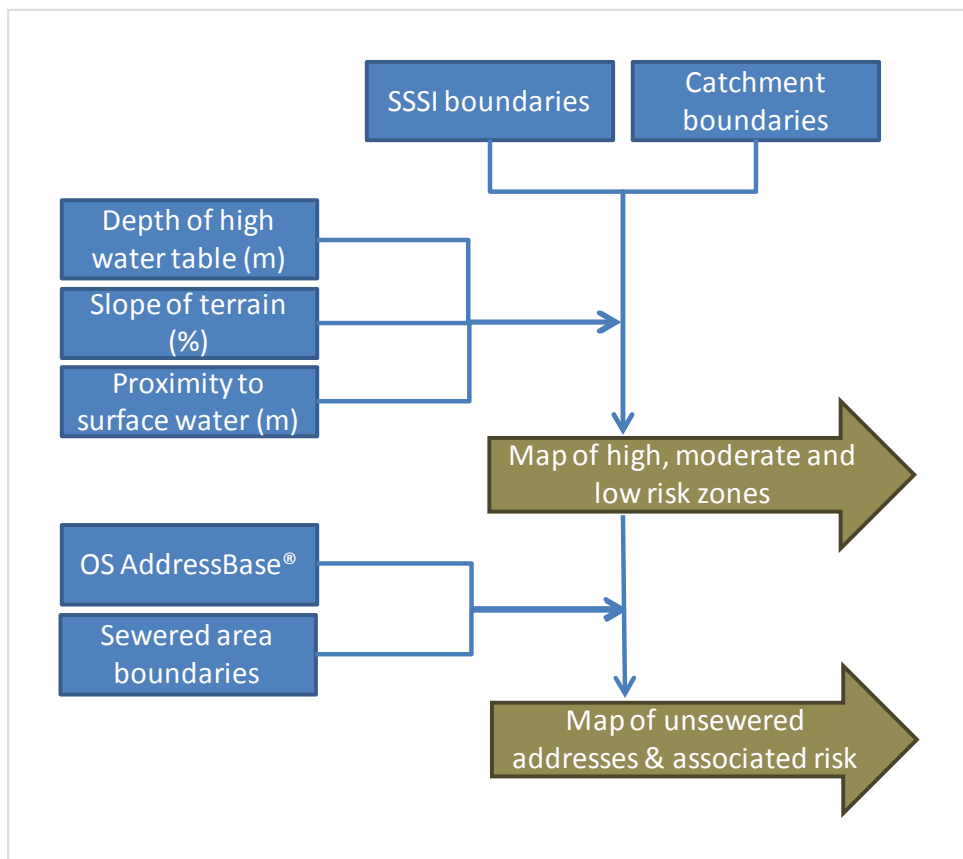 SSSI boundaries
Catchment
boundaries
Depth of high
water table (m)
Slope of terrain
(%)
Proximity to
surface water (m)
Map of high, moderate and
low risk zones
OS AddressBase®
Sewered area
boundaries
Map of unsewered
addresses & associated risk